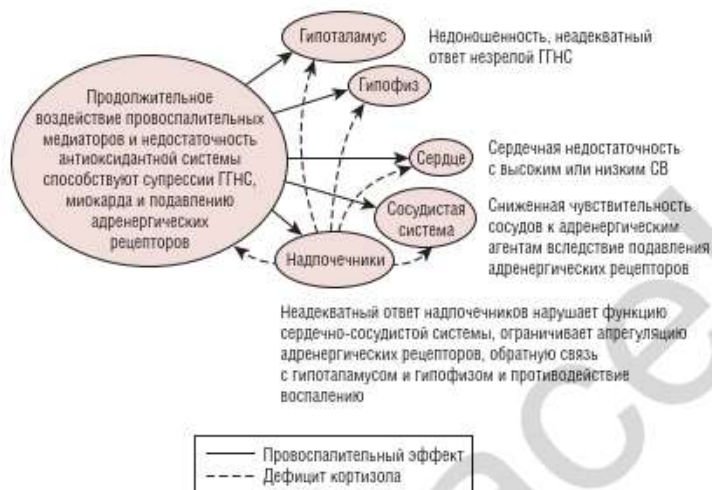 Гипоталамус
Недоношенность, неадекватный
ответ незрелой ГГНС
Гипофиз
Продолжительное
воздействие провоспалительных
медиаторов и недостаточность
антиоксидантной системы
способствуют супрессии ГГНС,
миокарда и подавлению
адренергических
рецепторов
Сердце
Сердечная недостаточность
с высоким или низким СВ
Сосудистая
система
Сниженная чувствительность
сосудов к адренергическим
агентам вследствие подавления
адренергических рецепторов
Надпочечники
Неадекватный ответ надпочечников нарушает функцию
сердечно-сосудистой системы, ограничивает апрегуляцию
адренергических рецепторов, обратную связь
с гипоталамусом и гипофизом и противодействие
воспалению
Провоспалительный эффект
Дефицит кортизола